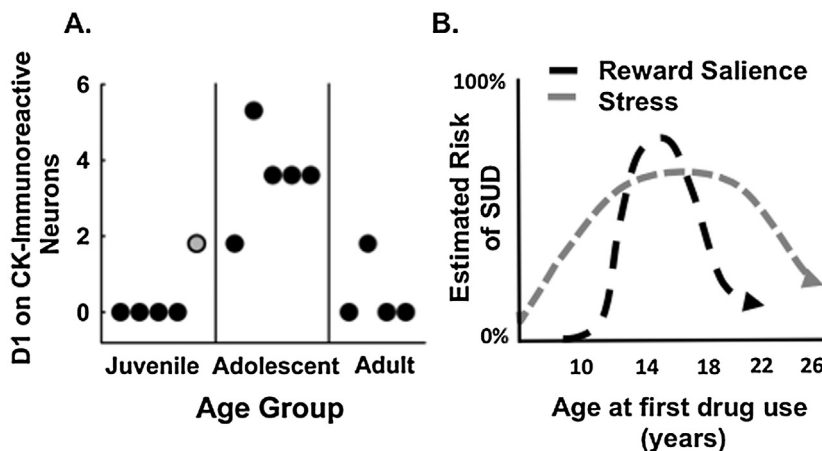 A.
D1 on CK-Immunoreactive
Neurons
6
4
2
0
Juvenile Adolescent Adult
Age Group
B.
Reward Salience
Stress
Estimated Risk
of SUD
100%
0%
10 14 18 22 26
Age at first drug use
(years)